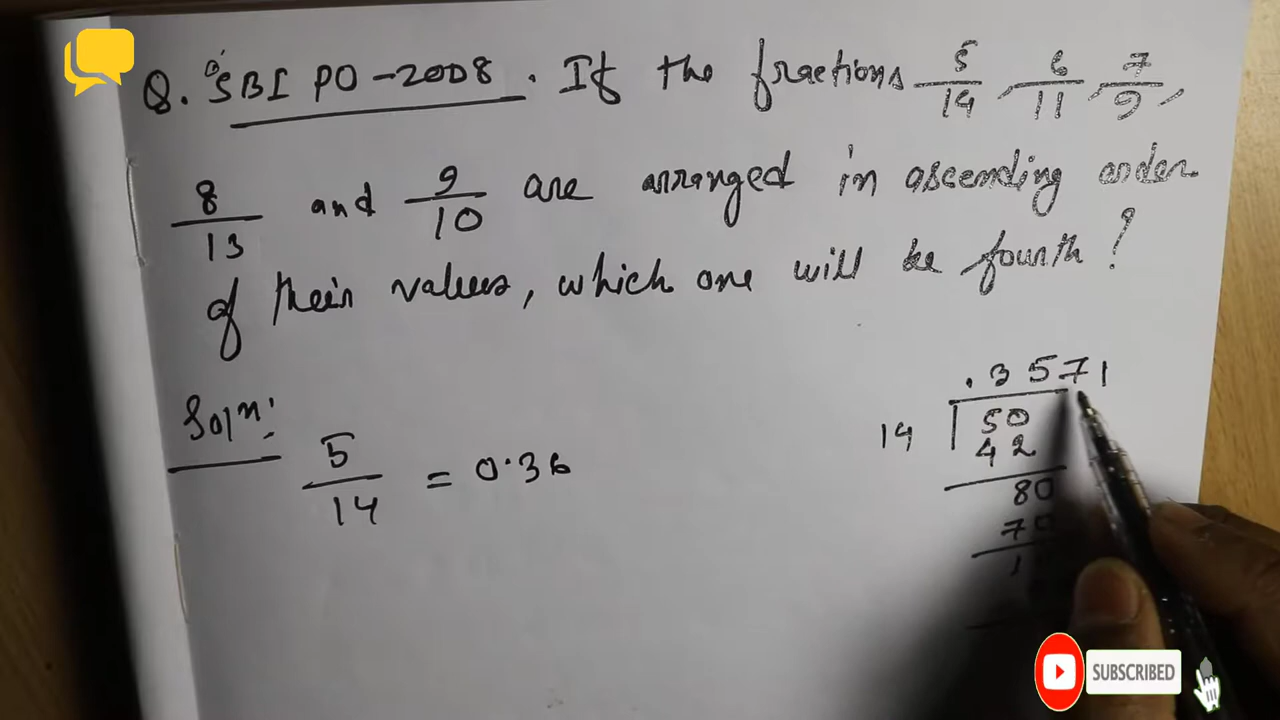 Q. SBI PO-2008. If the fractions 5/14, 6/11, 7/9,
8/13 and 9/10 are arranged in ascending order
of their values, which one will be fourth?
Soln:
5/14 = 0.36
.3571
14 50
42
80
70
1
SUBSCRIBED